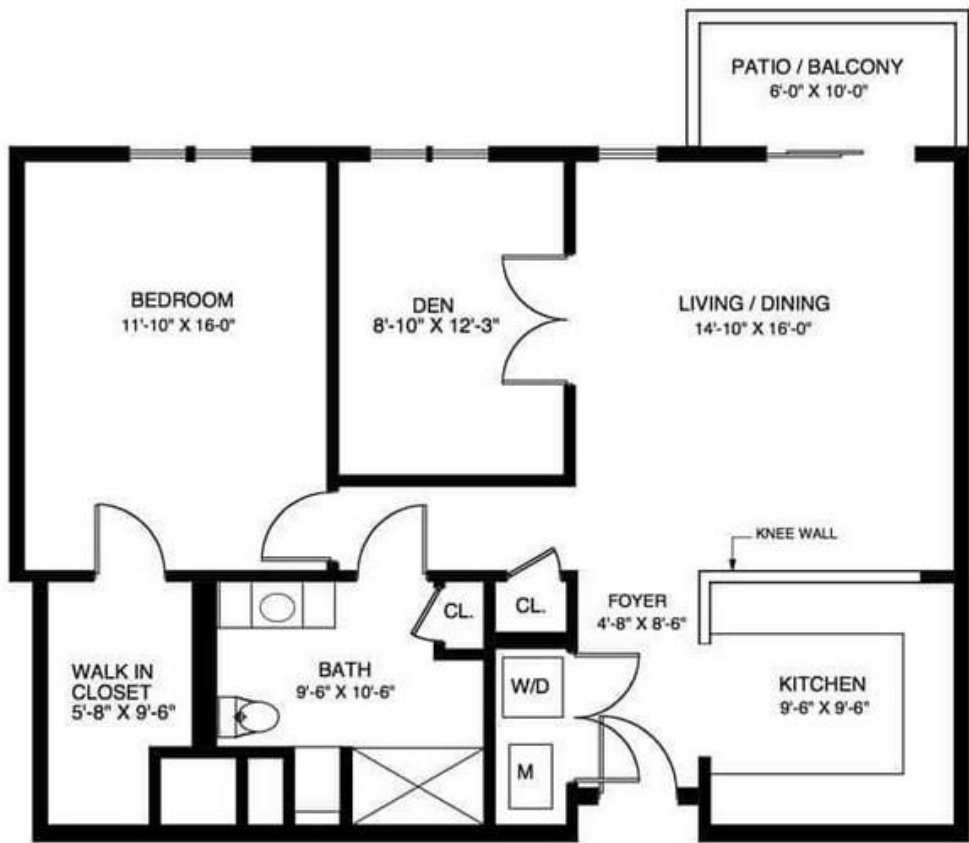 PATIO / BALCONY
6'-0" X 10'-0"
BEDROOM
11'-10" X 16-0"
DEN
8'-10" X 12'-3"
LIVING / DINING
14'-10" X 16'-0"
KNEE WALL
CL.
CL.
FOYER
4'-8" X 8'-6"
WALK IN
CLOSET
5'-8" X 9'-6"
BATH
9'-6" X 10'-6"
W/D
M
KITCHEN
9'-6" X 9'-6"